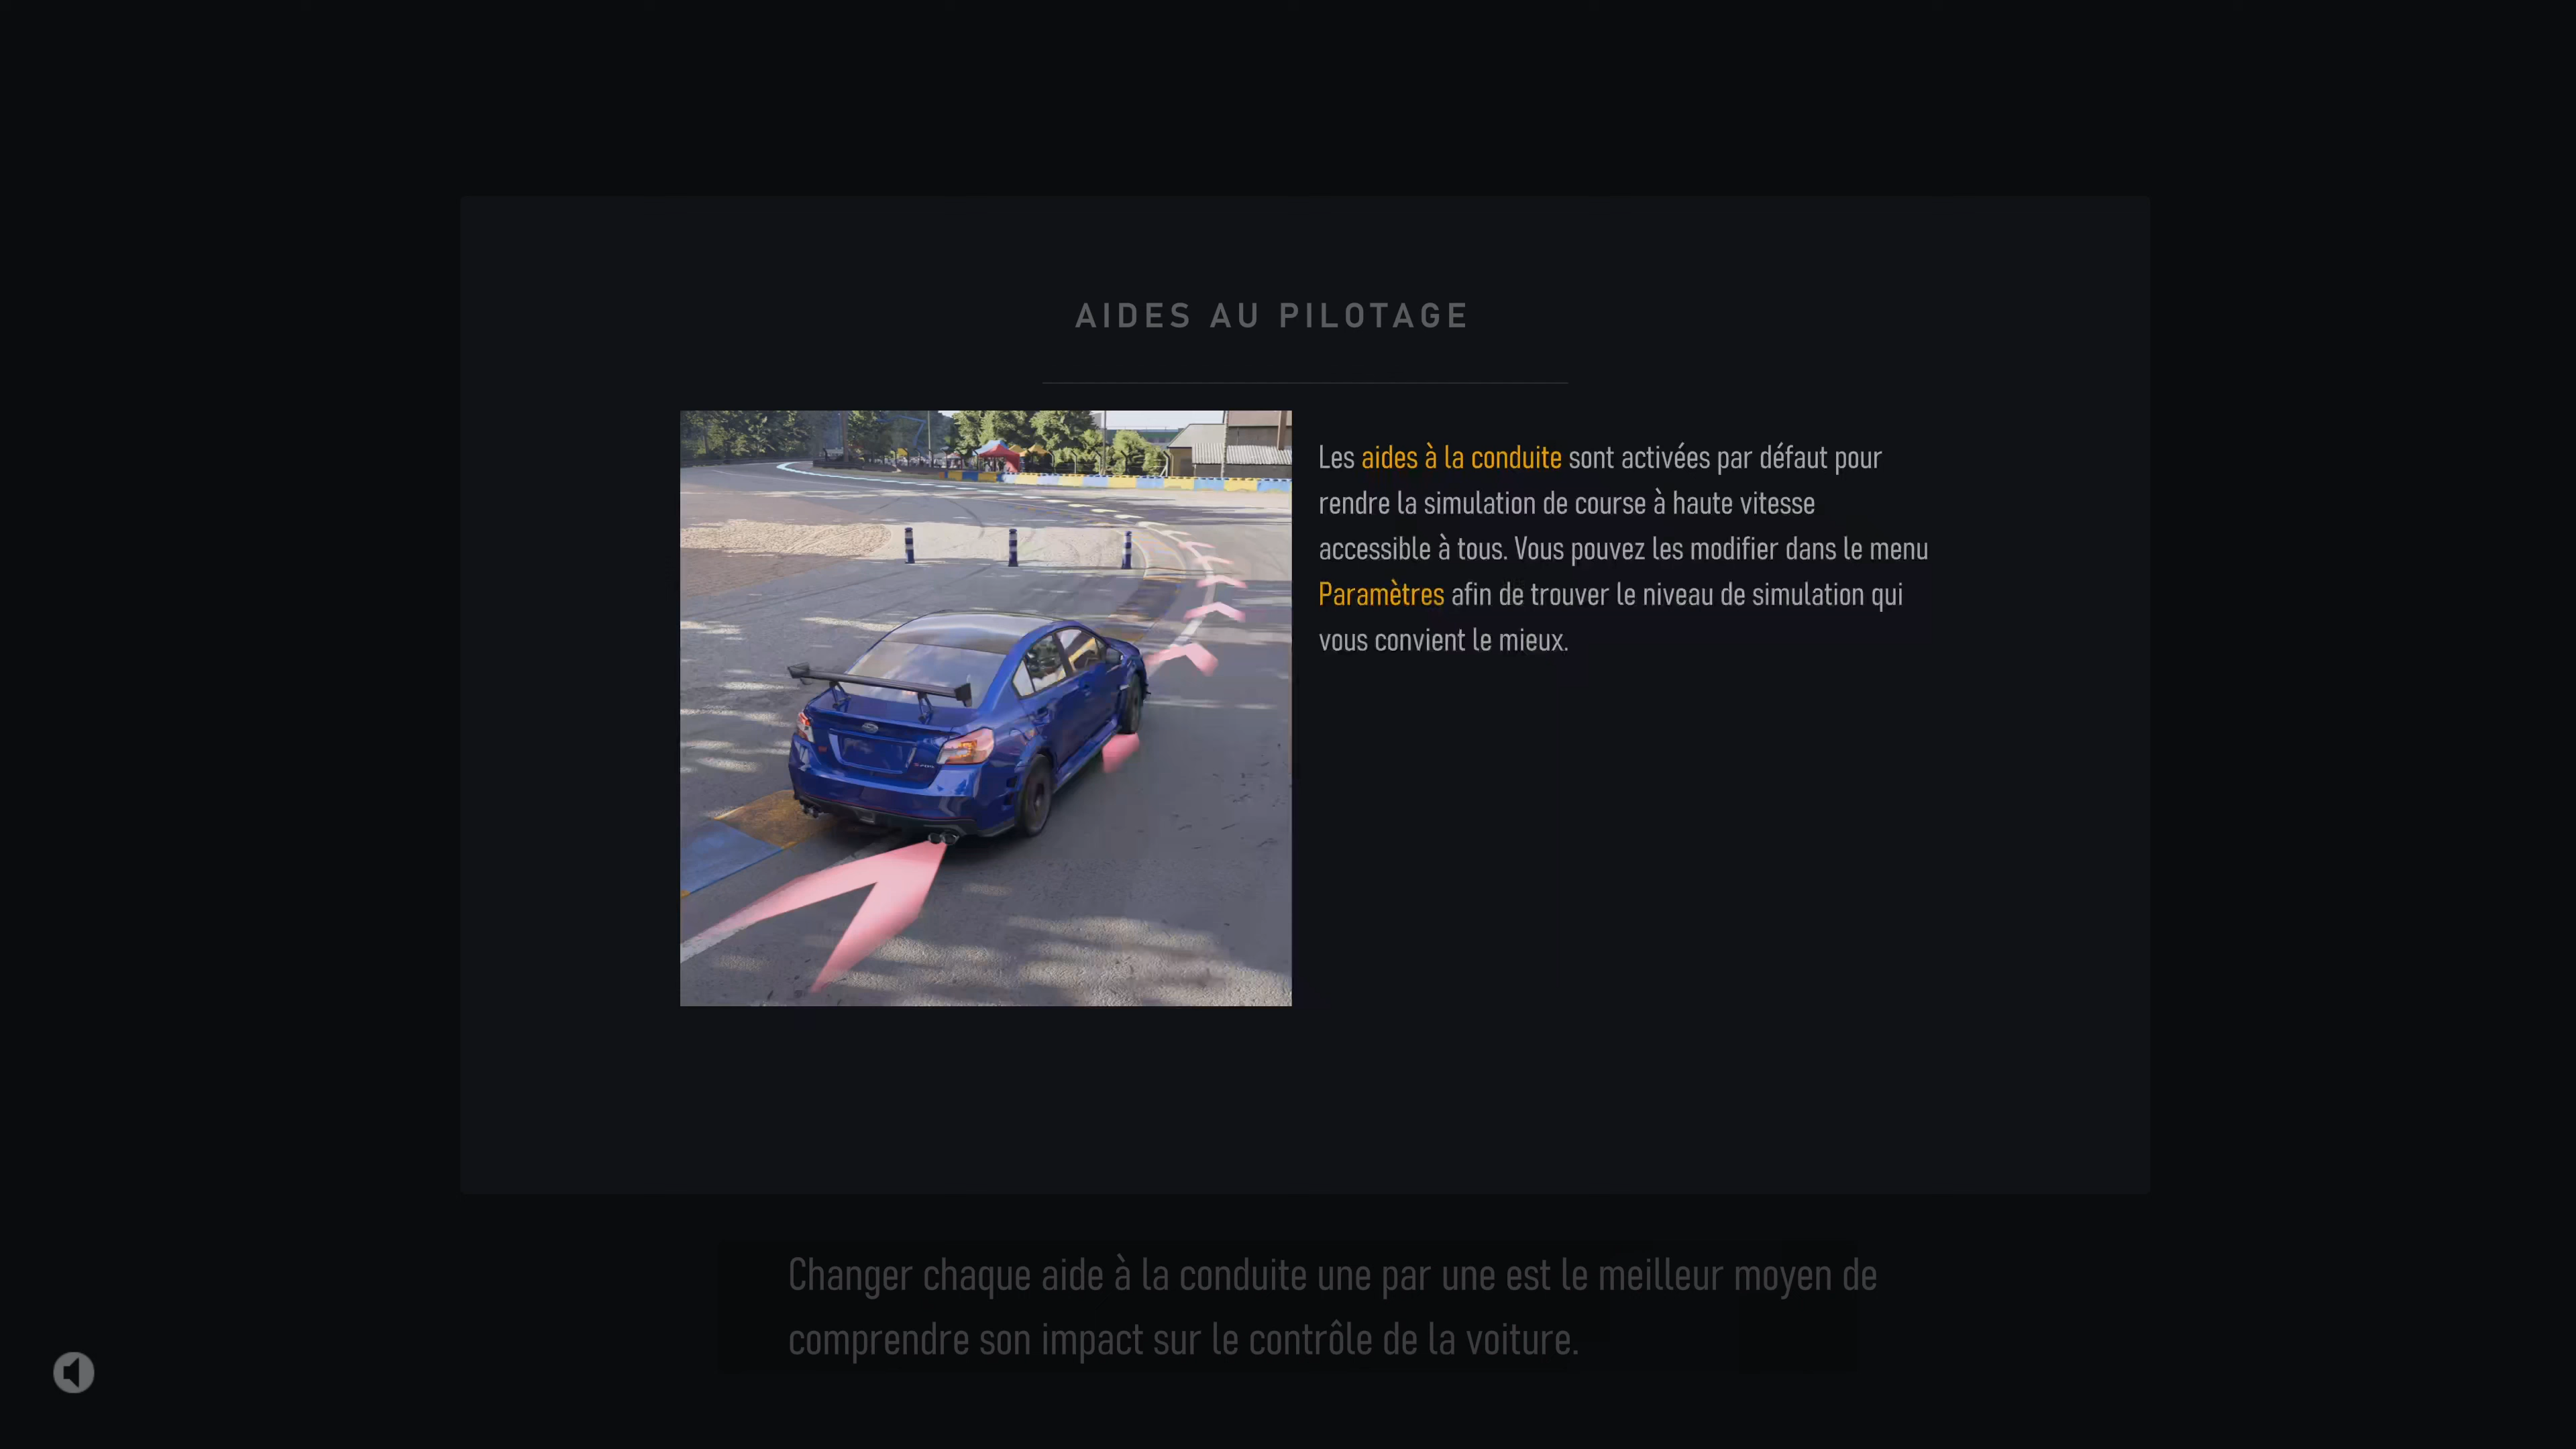 AIDES AU PILOTAGE
Les aides à la conduite sont activées par défaut pour
rendre la simulation de course à haute vitesse
accessible à tous. Vous pouvez les modifier dans le menu
Paramètres afin de trouver le niveau de simulation qui
vous convient le mieux.
Changer chaque aide à la conduite une par une est le meilleur moyen de
comprendre son impact sur le contrôle de la voiture.